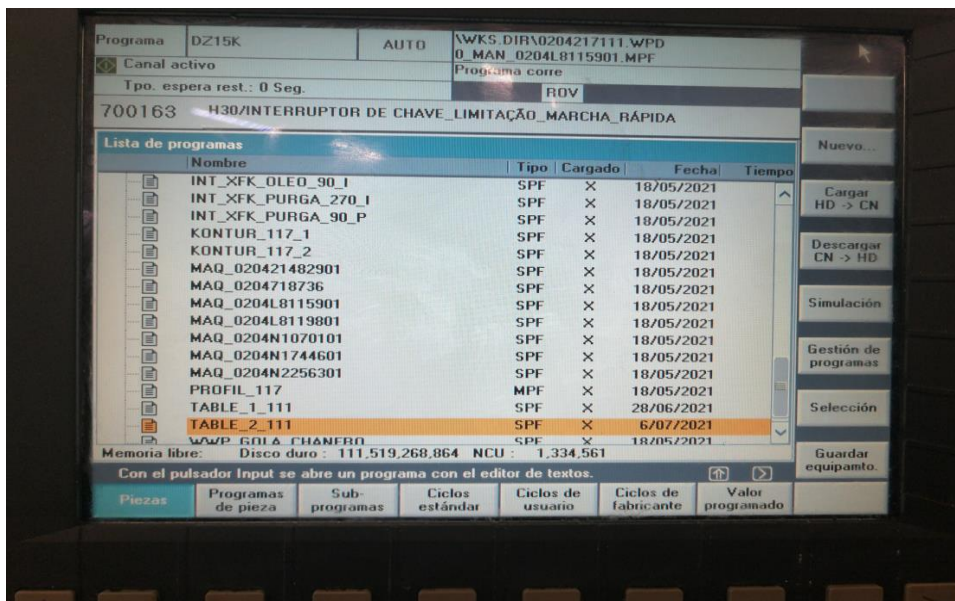 Programa DZ15K AUTO \WKS.DIR\0204217111.WPD
0_MAN_0204L8115901.MPF
Canal activo Programa corre
Tpo. espera rest.: 0 Seg. ROV
700163 H30/INTERRUPTOR DE CHAVE_LIMITAÇÃO_MARCHA_RÁPIDA
Lista de programas
Nombre Tipo Cargado Fecha Tiempo
INT_XFK_OLEO_90_I SPF X 18/05/2021
INT_XFK_PURGA_270_I SPF X 18/05/2021
INT_XFK_PURGA_90_P SPF X 18/05/2021
KONTUR_117_1 SPF X 18/05/2021
KONTUR_117_2 SPF X 18/05/2021
MAQ_020421482901 SPF X 18/05/2021
MAQ_0204718736 SPF X 18/05/2021
MAQ_0204L8115901 SPF X 18/05/2021
MAQ_0204L8119801 SPF X 18/05/2021
MAQ_0204N1070101 SPF X 18/05/2021
MAQ_0204N1744601 SPF X 18/05/2021
MAQ_0204N2256301 SPF X 18/05/2021
PROFIL_117 MPF X 18/05/2021
TABLE_1_111 SPF X 28/06/2021
TABLE_2_111 SPF X 6/07/2021
WWP_GOLA_CHANFRO SPF X 18/05/2021
Memoria libre: Disco duro : 111,519,268,864 NCU : 1,334,561
Con el pulsador Input se abre un programa con el editor de textos.
Nuevo...
Cargar
HD -> CN
Descargar
CN -> HD
Simulación
Gestión de
programas
Selección
Guardar
equipamto.
Piezas
Programas
de pieza
Sub-
programas
Ciclos
estándar
Ciclos de
usuario
Ciclos de
fabricante
Valor
programado